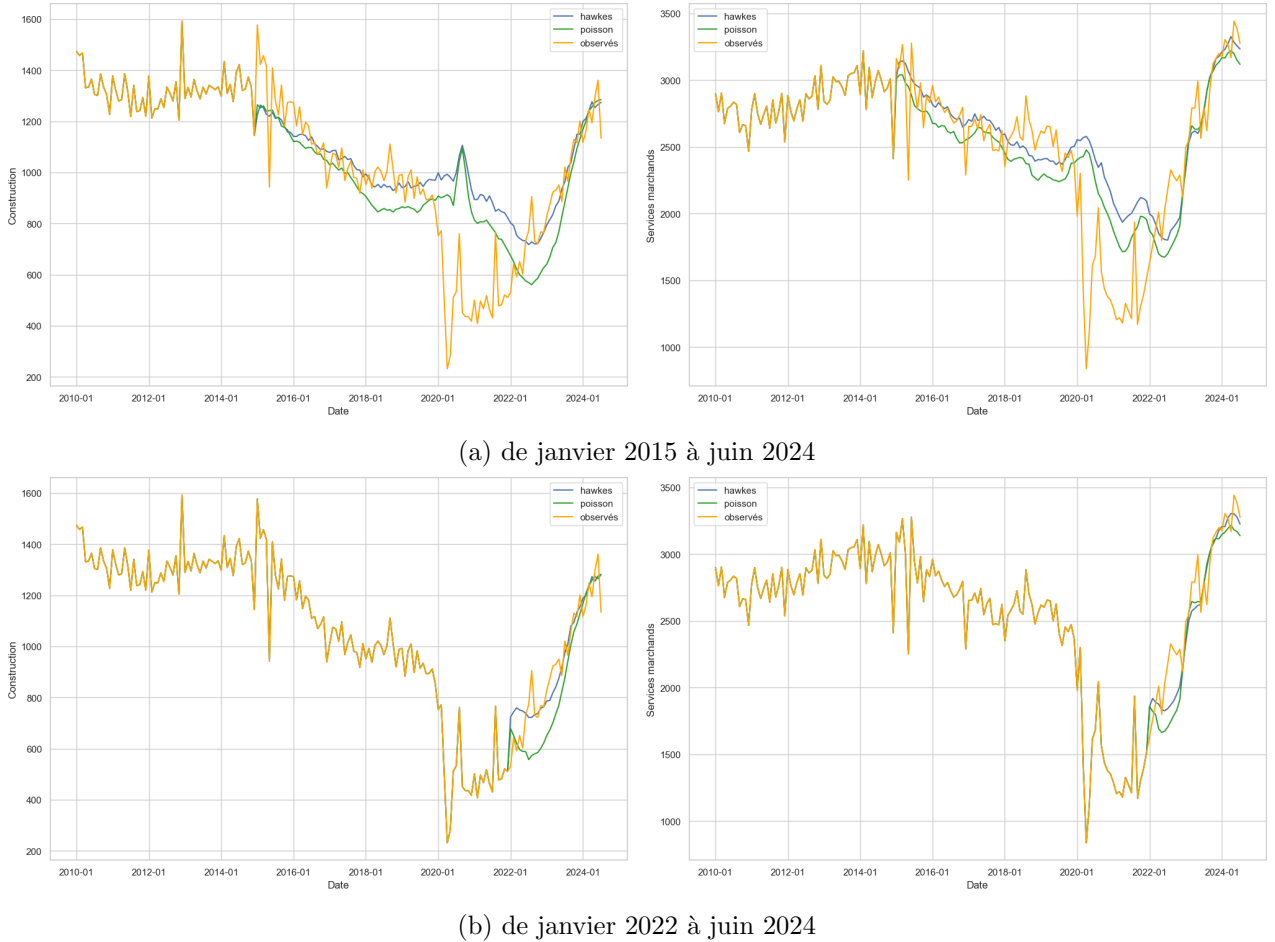 1600
1400
1200
1000
800
600
400
200
Construction
hawkes
poisson
observés
2010-01 2012-01 2014-01 2016-01 2018-01 2020-01 2022-01 2024-01
Date
3500
3000
2500
2000
1500
1000
Services marchands
hawkes
poisson
observés
2010-01 2012-01 2014-01 2016-01 2018-01 2020-01 2022-01 2024-01
Date
(a) de janvier 2015 à juin 2024
1600
1400
1200
1000
800
600
400
200
Construction
hawkes
poisson
observés
2010-01 2012-01 2014-01 2016-01 2018-01 2020-01 2022-01 2024-01
Date
3500
3000
2500
2000
1500
1000
Services marchands
hawkes
poisson
observés
2010-01 2012-01 2014-01 2016-01 2018-01 2020-01 2022-01 2024-01
Date
(b) de janvier 2022 à juin 2024